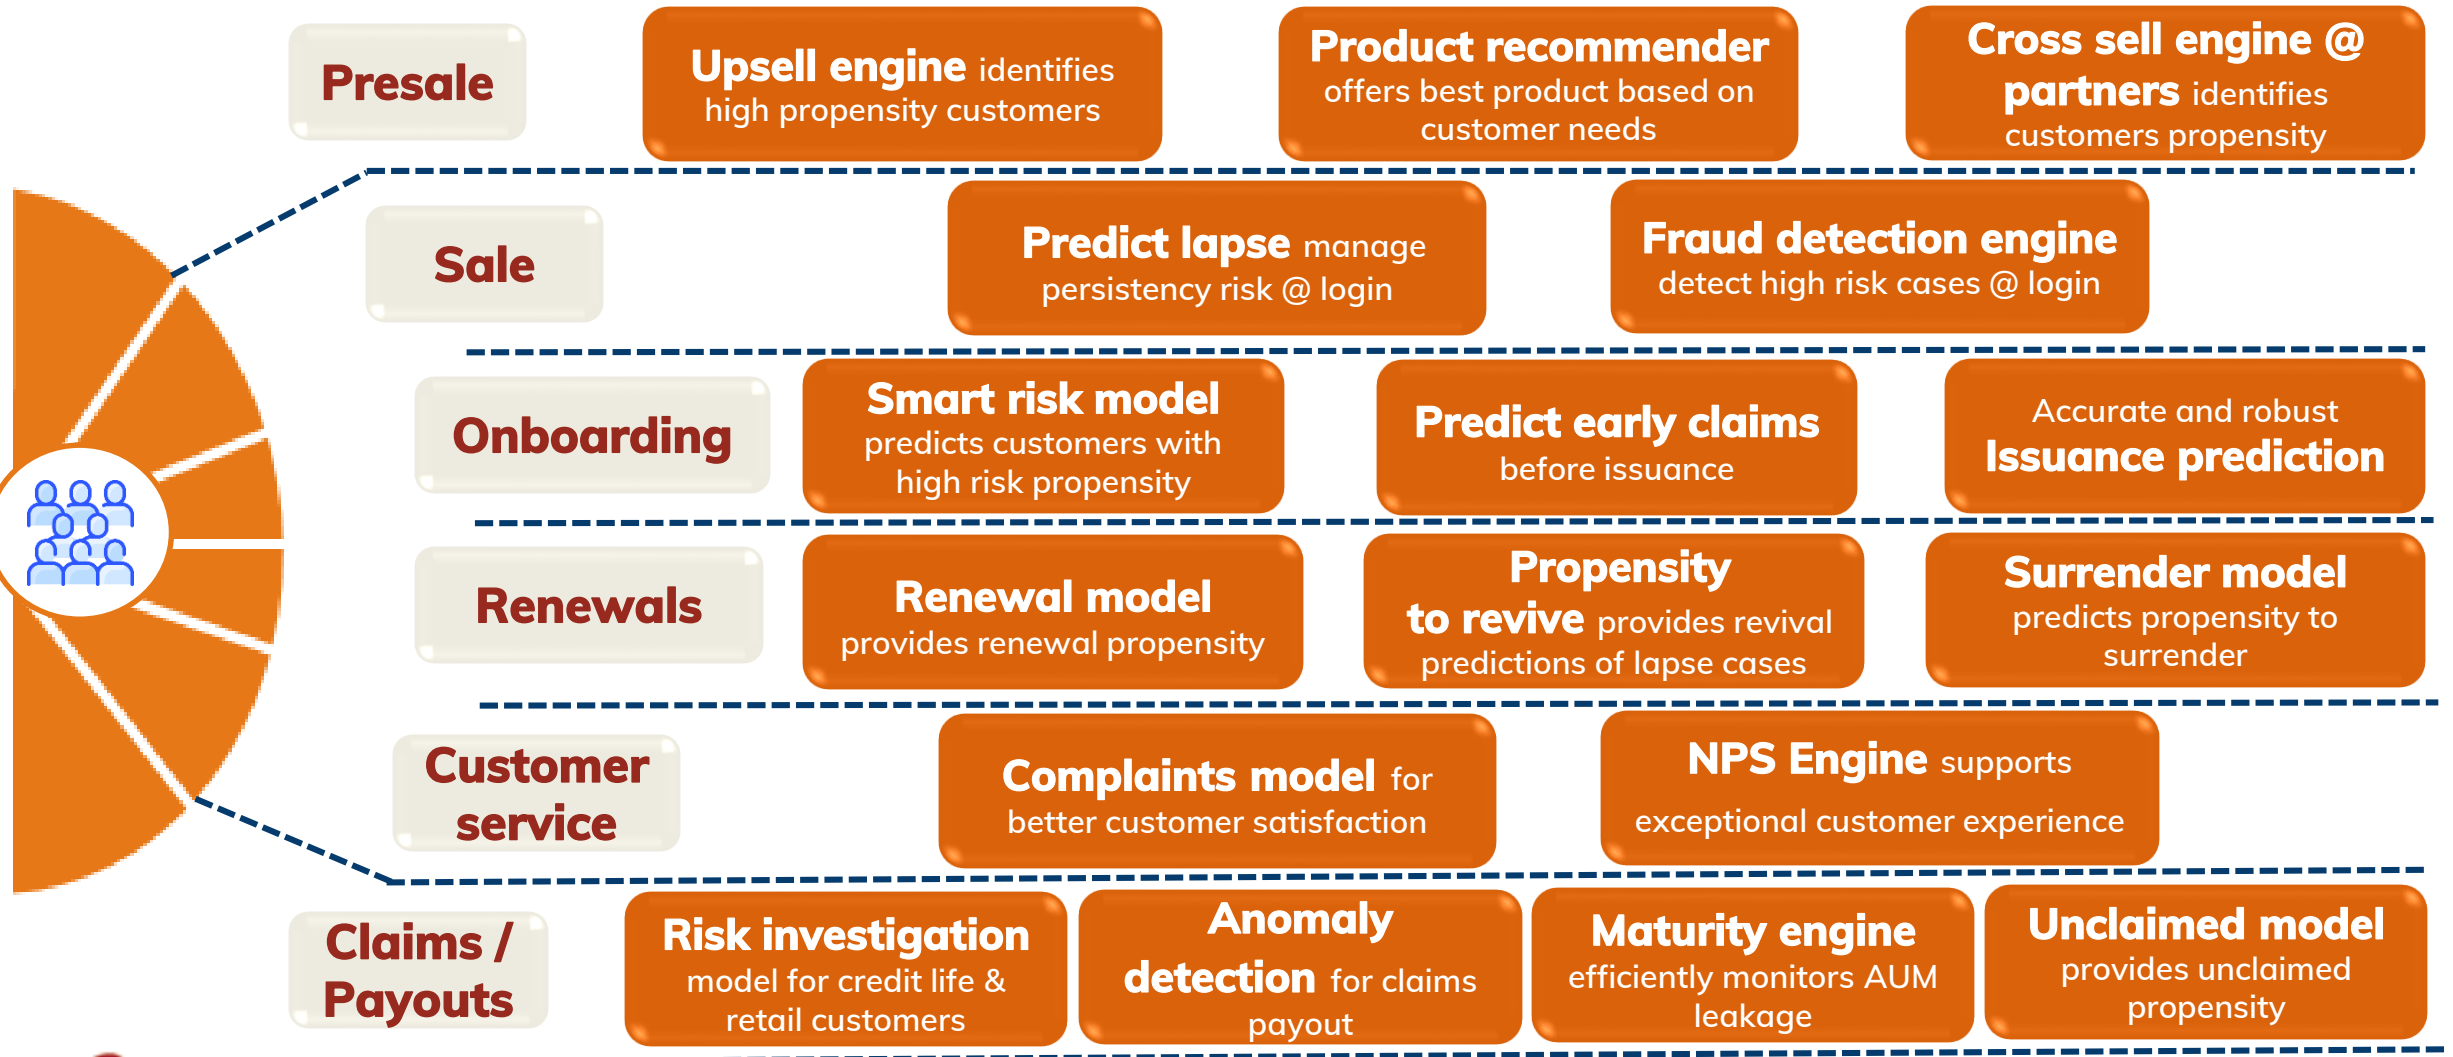 Presale
Upsell engine identifies
high propensity customers
Product recommender
offers best product based on
customer needs
Cross sell engine @
partners identifies
customers propensity
Sale
Predict lapse manage
persistency risk @ login
Fraud detection engine
detect high risk cases @ login
Onboarding
Smart risk model
predicts customers with
high risk propensity
Predict early claims
before issuance
Accurate and robust
Issuance prediction
Renewals
Renewal model
provides renewal propensity
Propensity
to revive provides revival
predictions of lapse cases
Surrender model
predicts propensity to
surrender
Customer
service
Complaints model for
better customer satisfaction
NPS Engine supports
exceptional customer experience
Claims /
Payouts
Risk investigation
model for credit life &
retail customers
Anomaly
detection for claims
payout
Maturity engine
efficiently monitors AUM
leakage
Unclaimed model
provides unclaimed
propensity